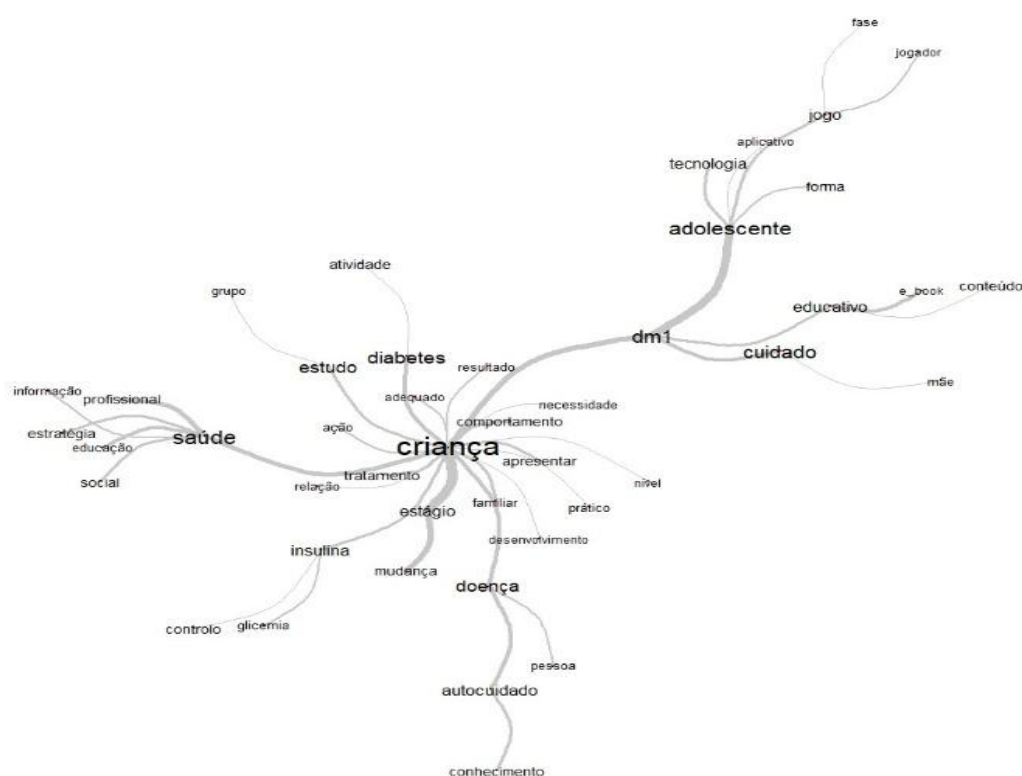 fase
jogador
jogo
aplicativo
tecnologia
forma
adolescente
atividade
grupo
e_book
conteúdo
educativo
dm1
cuidado
diabetes
estudo
resultado
mãe
informação
profissional
adequado
necessidade
estratégia
saúde
ação
comportamento
educação
criança
apresentar
social
relação
tratamento
nível
familiar
prático
estágio
desenvolvimento
insulina
mudança
doença
controlo
glicemia
pessoa
autocuidado
conhecimento